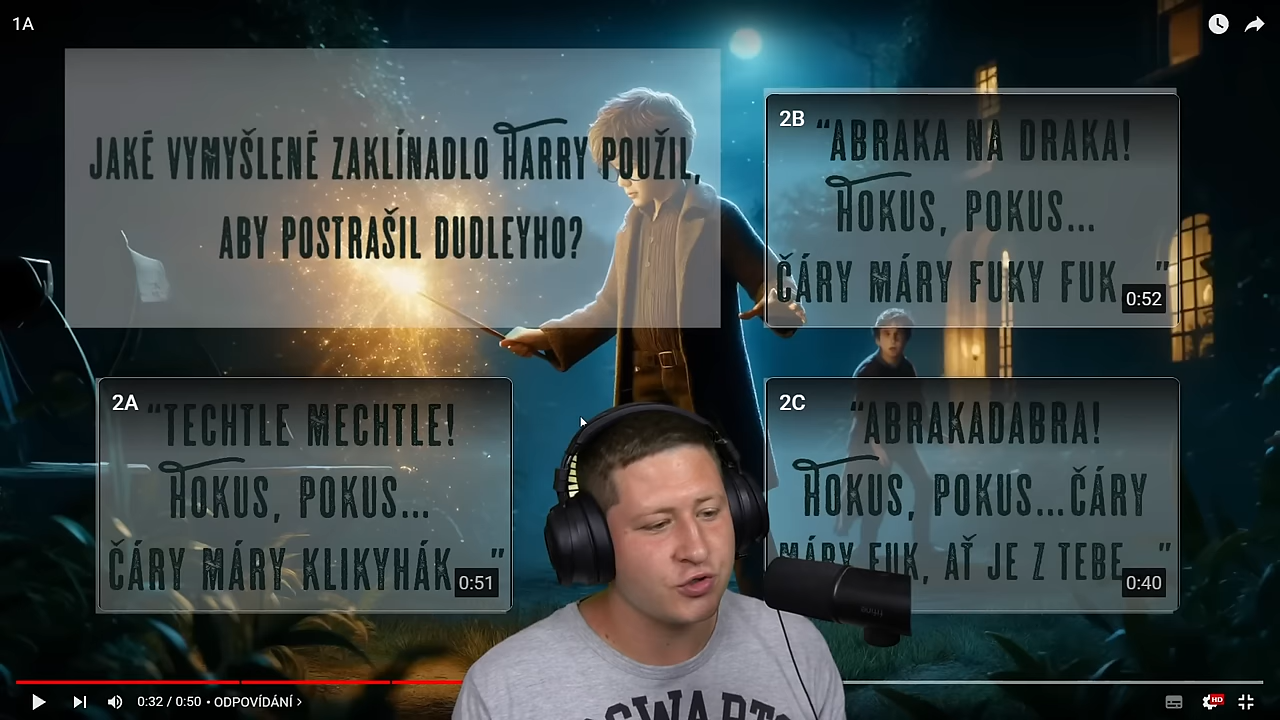 1A
JAKÉ VYMYŠLENÉ ZAKLÍNADLO HARRY POUŽIL,
ABY POSTRAŠIL DUDLEYHO?
2B
“ABRAKA NA DRAKA!
HOKUS, POKUS...
ČÁRY MÁRY FUKY FUK...”
0:52
2A
“TECHTLE MECHTLE!
HOKUS, POKUS...
ČÁRY MÁRY KLIKYHÁK...”
0:51
2C
“ABRAKADABRA!
HOKUS, POKUS...ČÁRY
MÁRY FUK, AŤ JE Z TEBE...”
0:40
0:32 / 0:50 • ODPOVÍDÁNÍ ›
HD